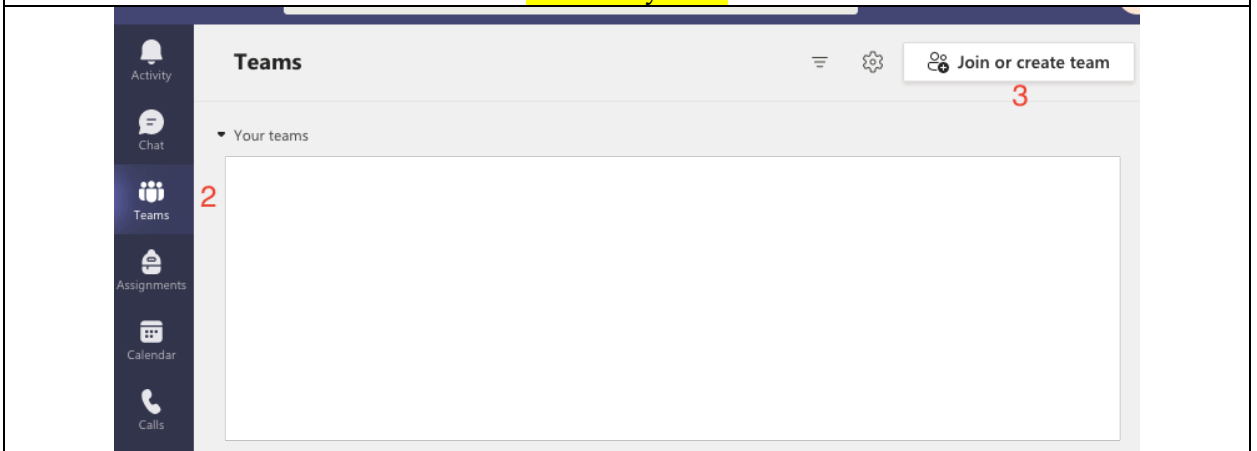 Activity
Teams
Join or create team
3
Chat
Your teams
Teams
2
Assignments
Calendar
Calls